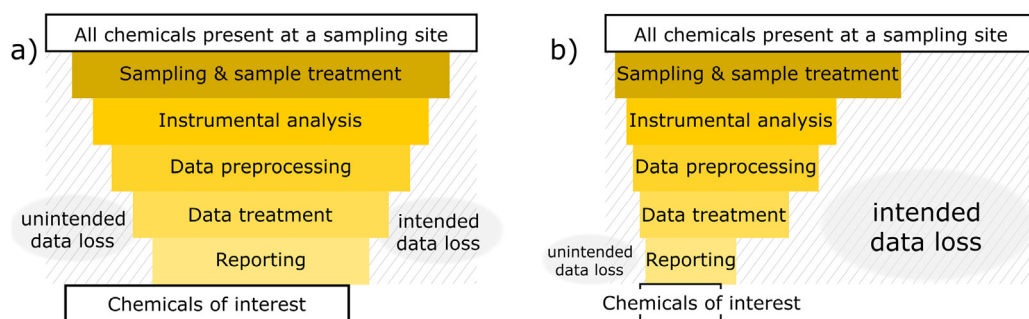 a)
All chemicals present at a sampling site
Sampling & sample treatment
Instrumental analysis
Data preprocessing
Data treatment
Reporting
unintended
data loss
intended
data loss
Chemicals of interest
b)
All chemicals present at a sampling site
Sampling & sample treatment
Instrumental analysis
Data preprocessing
Data treatment
Reporting
unintended
data loss
intended
data loss
Chemicals of interest